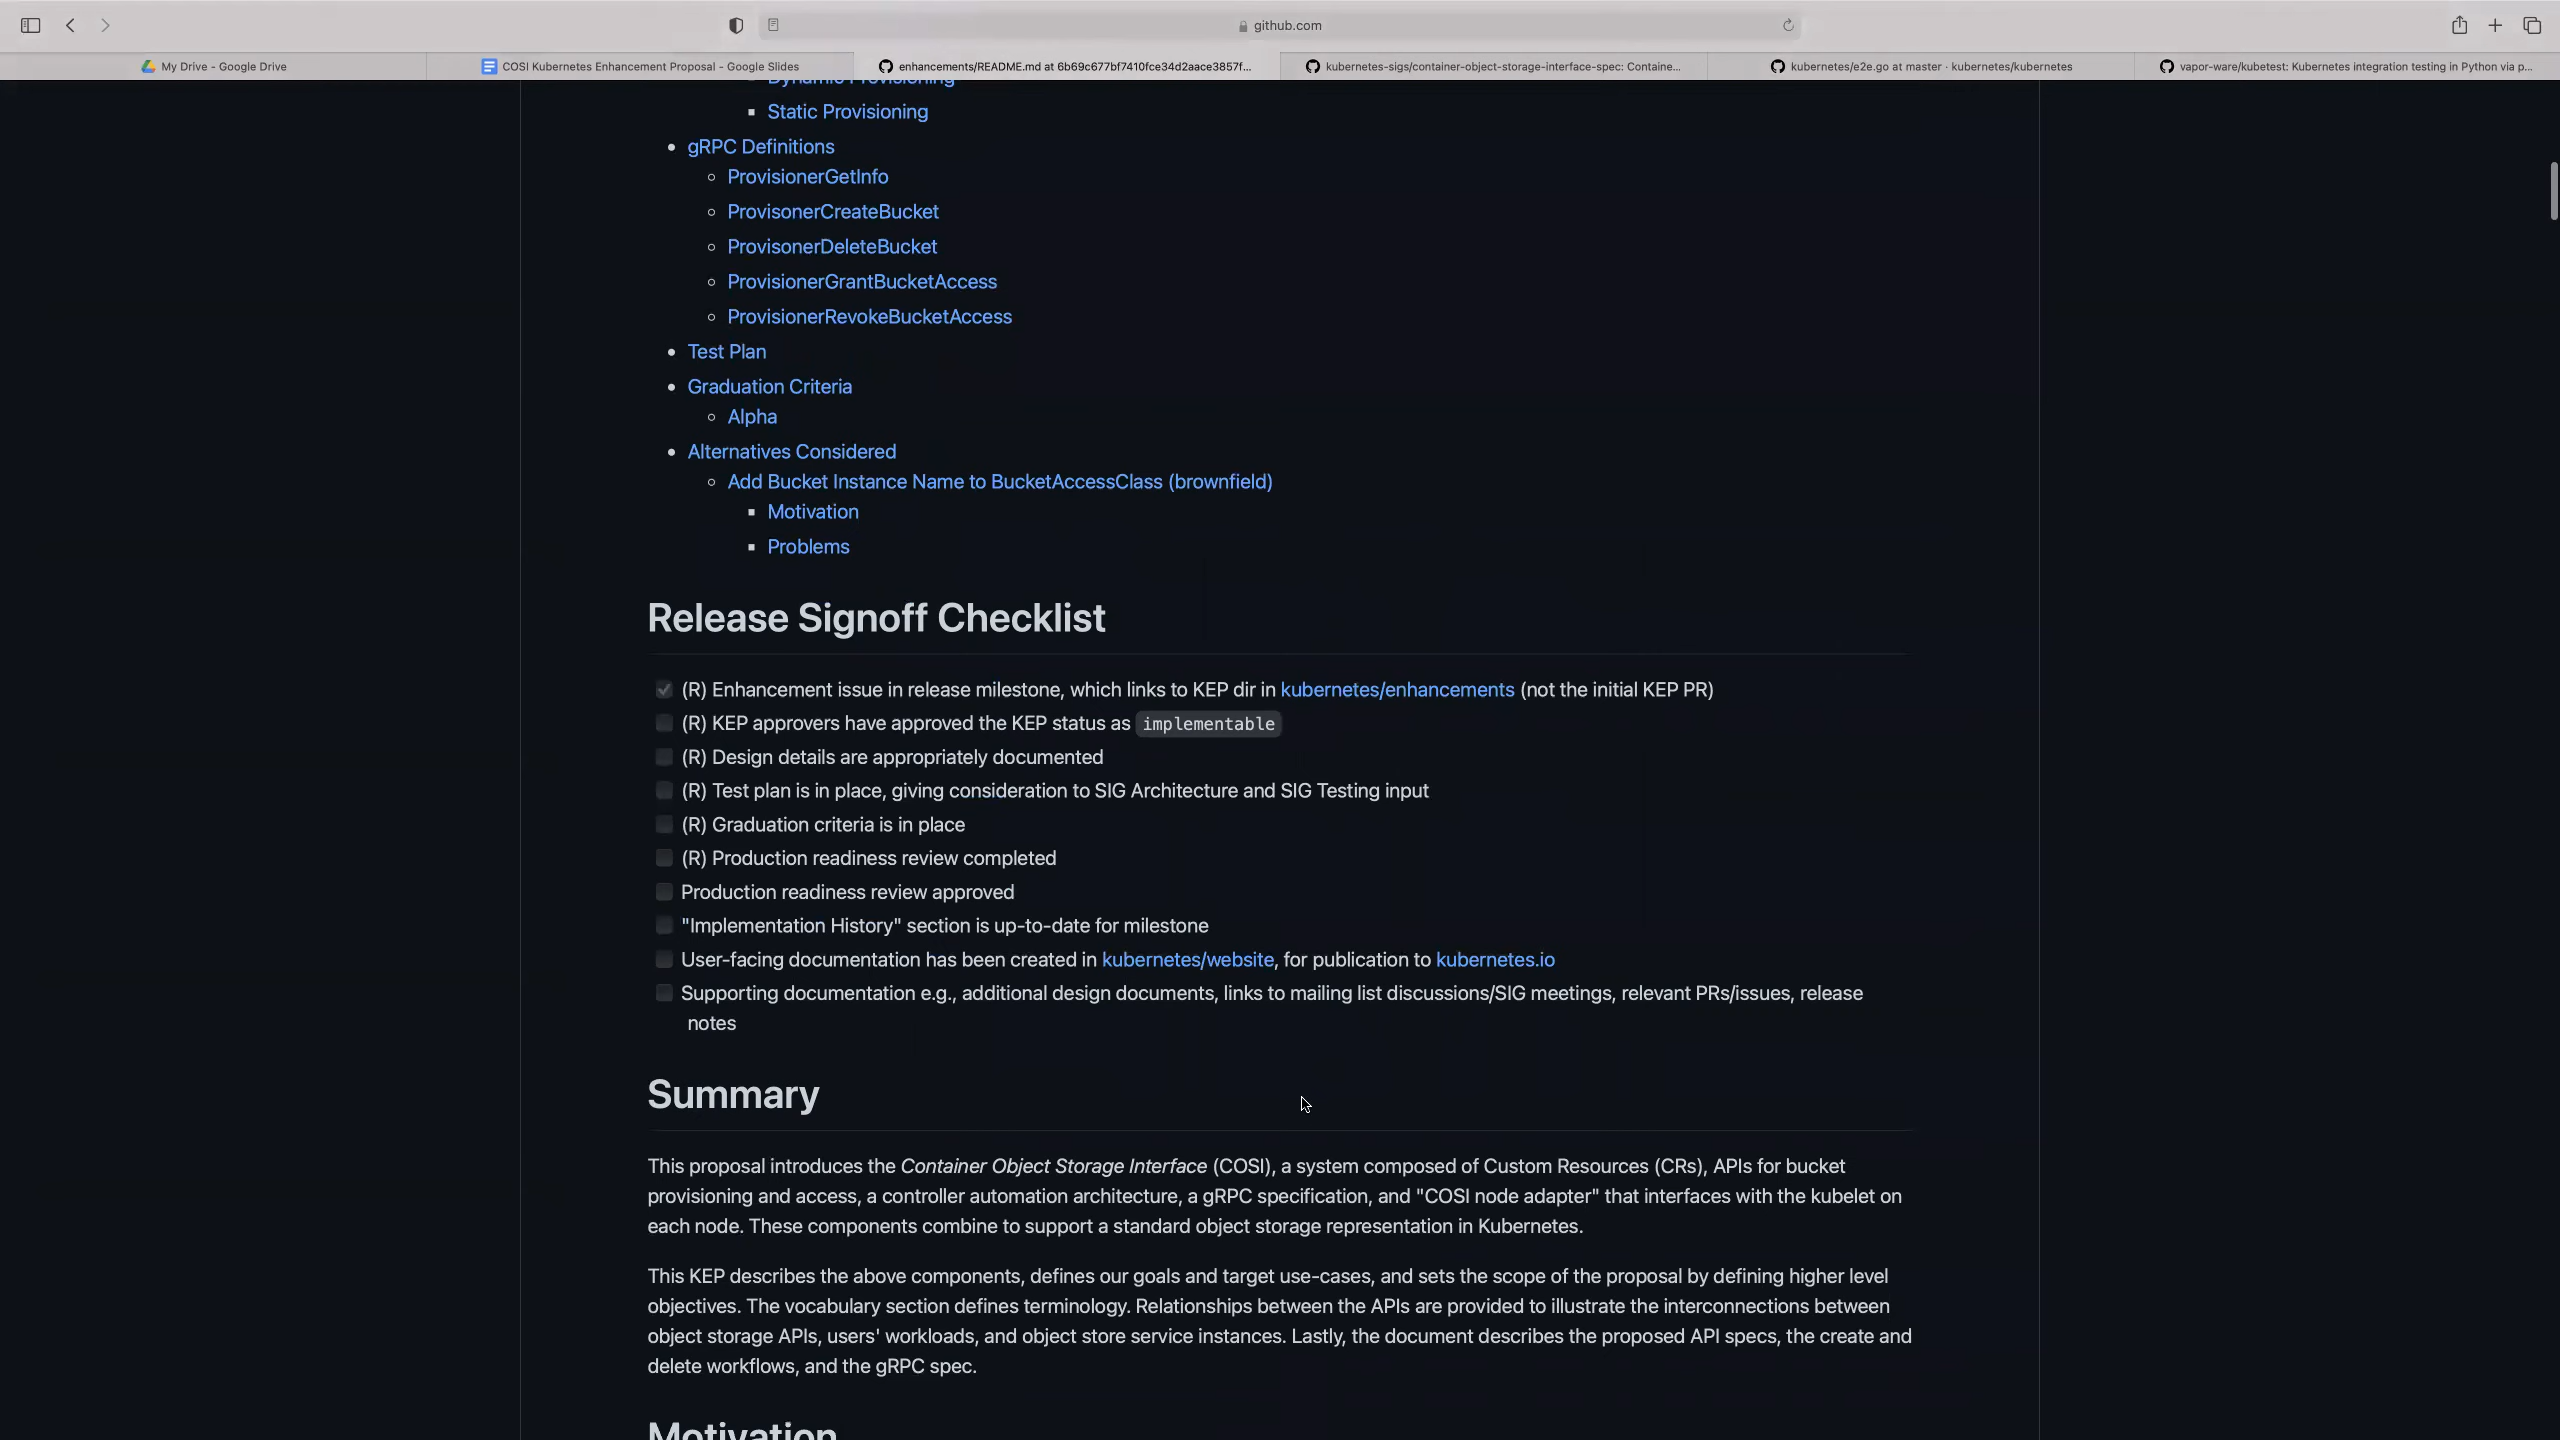 github.com
My Drive - Google Drive
COSI Kubernetes Enhancement Proposal - Google Slides
enhancements/README.md at 6b69c677bf7410fce34d2aace3857f...
kubernetes-sigs/container-object-storage-interface-spec: Containe...
kubernetes/e2e.go at master · kubernetes/kubernetes
vapor-ware/kubetest: Kubernetes integration testing in Python via p...
Dynamic Provisioning
Static Provisioning
gRPC Definitions
ProvisionerGetInfo
ProvisonerCreateBucket
ProvisonerDeleteBucket
ProvisionerGrantBucketAccess
ProvisionerRevokeBucketAccess
Test Plan
Graduation Criteria
Alpha
Alternatives Considered
Add Bucket Instance Name to BucketAccessClass (brownfield)
Motivation
Problems
Release Signoff Checklist
(R) Enhancement issue in release milestone, which links to KEP dir in kubernetes/enhancements (not the initial KEP PR)
(R) KEP approvers have approved the KEP status as implementable
(R) Design details are appropriately documented
(R) Test plan is in place, giving consideration to SIG Architecture and SIG Testing input
(R) Graduation criteria is in place
(R) Production readiness review completed
Production readiness review approved
"Implementation History" section is up-to-date for milestone
User-facing documentation has been created in kubernetes/website, for publication to kubernetes.io
Supporting documentation e.g., additional design documents, links to mailing list discussions/SIG meetings, relevant PRs/issues, release
notes
Summary
This proposal introduces the Container Object Storage Interface (COSI), a system composed of Custom Resources (CRs), APIs for bucket
provisioning and access, a controller automation architecture, a gRPC specification, and "COSI node adapter" that interfaces with the kubelet on
each node. These components combine to support a standard object storage representation in Kubernetes.
This KEP describes the above components, defines our goals and target use-cases, and sets the scope of the proposal by defining higher level
objectives. The vocabulary section defines terminology. Relationships between the APIs are provided to illustrate the interconnections between
object storage APIs, users' workloads, and object store service instances. Lastly, the document describes the proposed API specs, the create and
delete workflows, and the gRPC spec.
Motivation